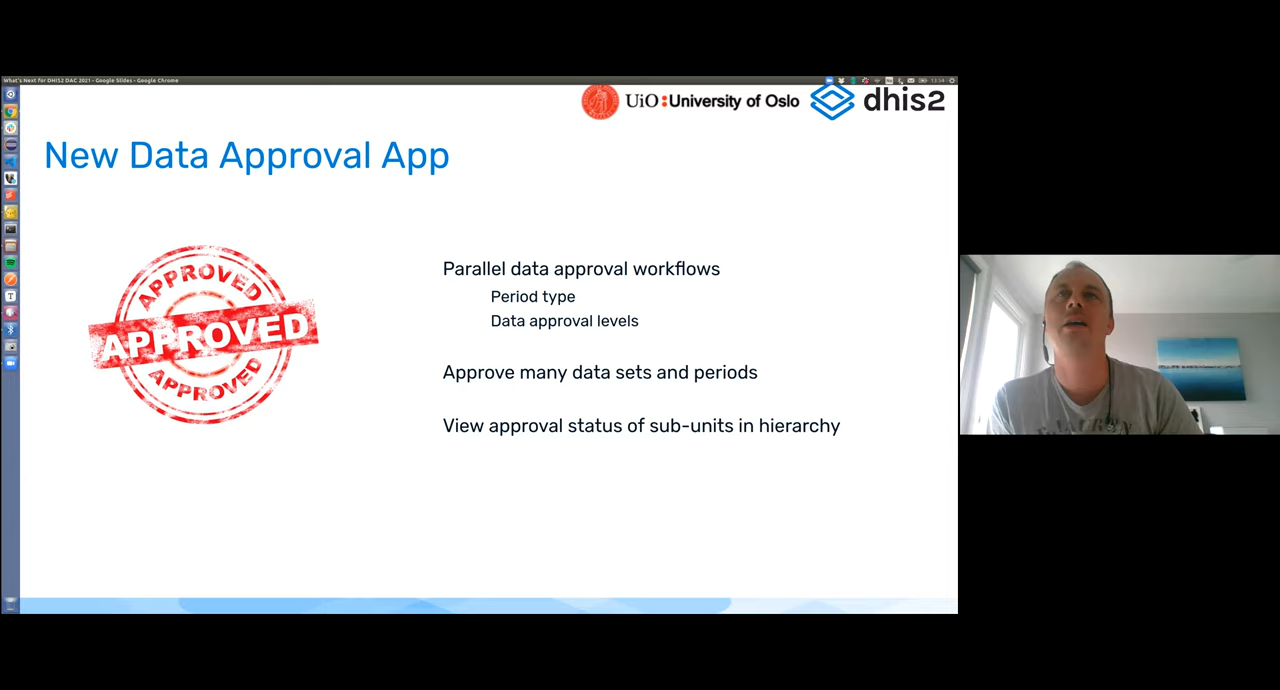 What's Next for DHIS2 DAC 2021 - Google Slides - Google Chrome
13:34
UiO:University of Oslo
dhis2
New Data Approval App
APPROVED
APPROVED
APPROVED
Parallel data approval workflows
Period type
Data approval levels
Approve many data sets and periods
View approval status of sub-units in hierarchy